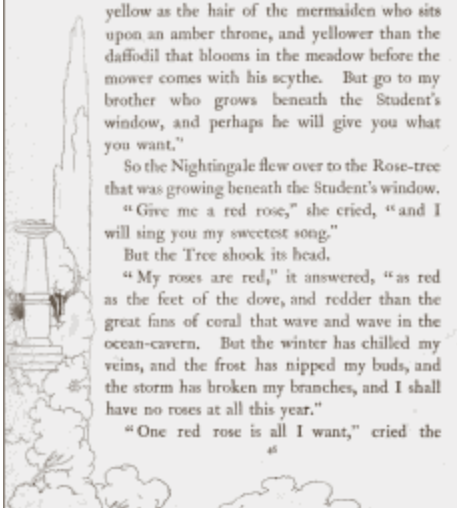 yellow as the hair of the mermaiden who sits
upon an amber throne, and yellower than the
daffodil that blooms in the meadow before the
mower comes with his scythe. But go to my
brother who grows beneath the Student's
window, and perhaps he will give you what
you want."
So the Nightingale flew over to the Rose-tree
that was growing beneath the Student's window.
"Give me a red rose," she cried, "and I
will sing you my sweetest song."
But the Tree shook its head.
"My roses are red," it answered, "as red
as the feet of the dove, and redder than the
great fans of coral that wave and wave in the
ocean-cavern. But the winter has chilled my
veins, and the frost has nipped my buds, and
the storm has broken my branches, and I shall
have no roses at all this year."
"One red rose is all I want," cried the